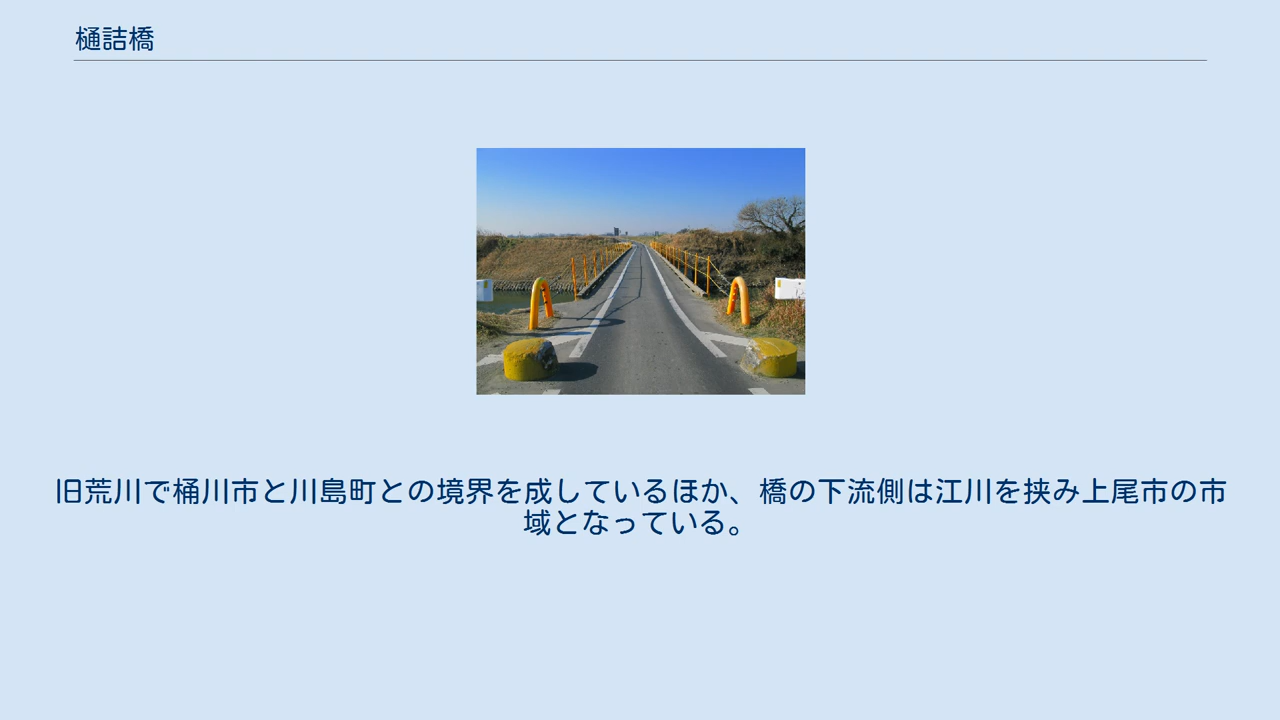 樋詰橋
旧荒川で桶川市と川島町との境界を成しているほか、橋の下流側は江川を挟み上尾市の市
域となっている。